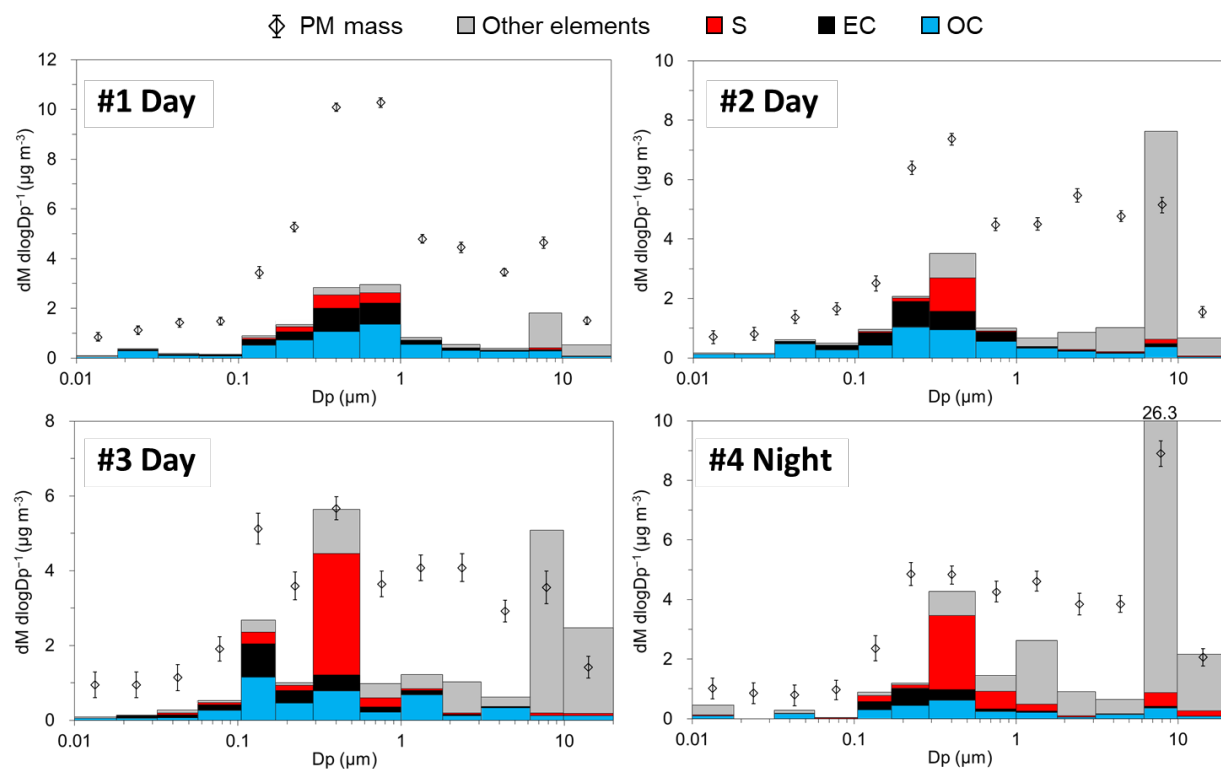 PM mass Other elements S EC OC
#1 Day
dM dlogDp⁻¹ (µg m⁻³)
12
10
8
6
4
2
0
0.01 0.1 1 10
Dp (µm)
#2 Day
dM dlogDp⁻¹ (µg m⁻³)
10
8
6
4
2
0
0.01 0.1 1 10
Dp (µm)
#3 Day
dM dlogDp⁻¹ (µg m⁻³)
8
6
4
2
0
0.01 0.1 1 10
Dp (µm)
#4 Night
26.3
dM dlogDp⁻¹ (µg m⁻³)
10
8
6
4
2
0
0.01 0.1 1 10
Dp (µm)